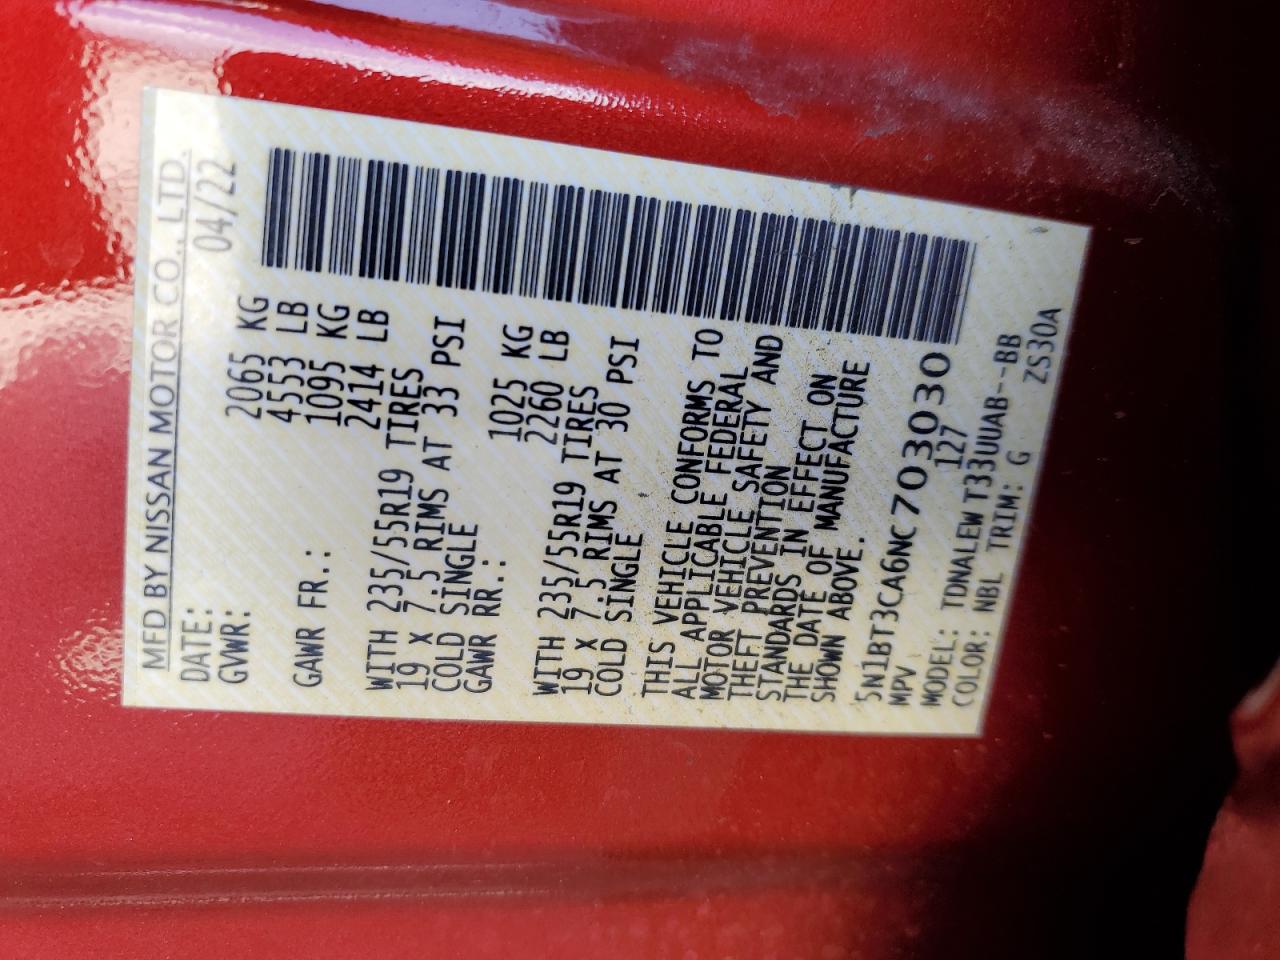 MFD BY NISSAN MOTOR CO., LTD.
DATE: 04/22
GVWR: 2065 KG
4553 LB
GAWR FR.: 1095 KG
2414 LB
WITH 235/55R19 TIRES
19 x 7.5 RIMS AT 33 PSI
COLD SINGLE
GAWR RR.: 1025 KG
2260 LB
WITH 235/55R19 TIRES
19 x 7.5 RIMS AT 30 PSI
COLD SINGLE
THIS VEHICLE CONFORMS TO
ALL APPLICABLE FEDERAL
MOTOR VEHICLE SAFETY AND
THEFT PREVENTION
STANDARDS IN EFFECT ON
THE DATE OF MANUFACTURE
SHOWN ABOVE.
5N1BT3CA6NC703030
MPV 127
MODEL: TDNALEW T33UUAB--BB
COLOR: NBL TRIM: G ZS30A